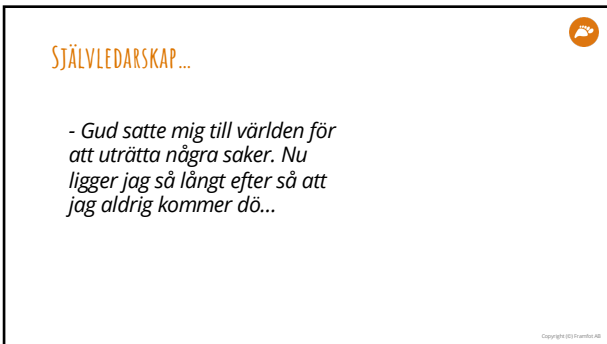 Självledarskap...
- Gud satte mig till världen för
att uträtta några saker. Nu
ligger jag så långt efter så att
jag aldrig kommer dö...
Copyright (C) Framfot AB